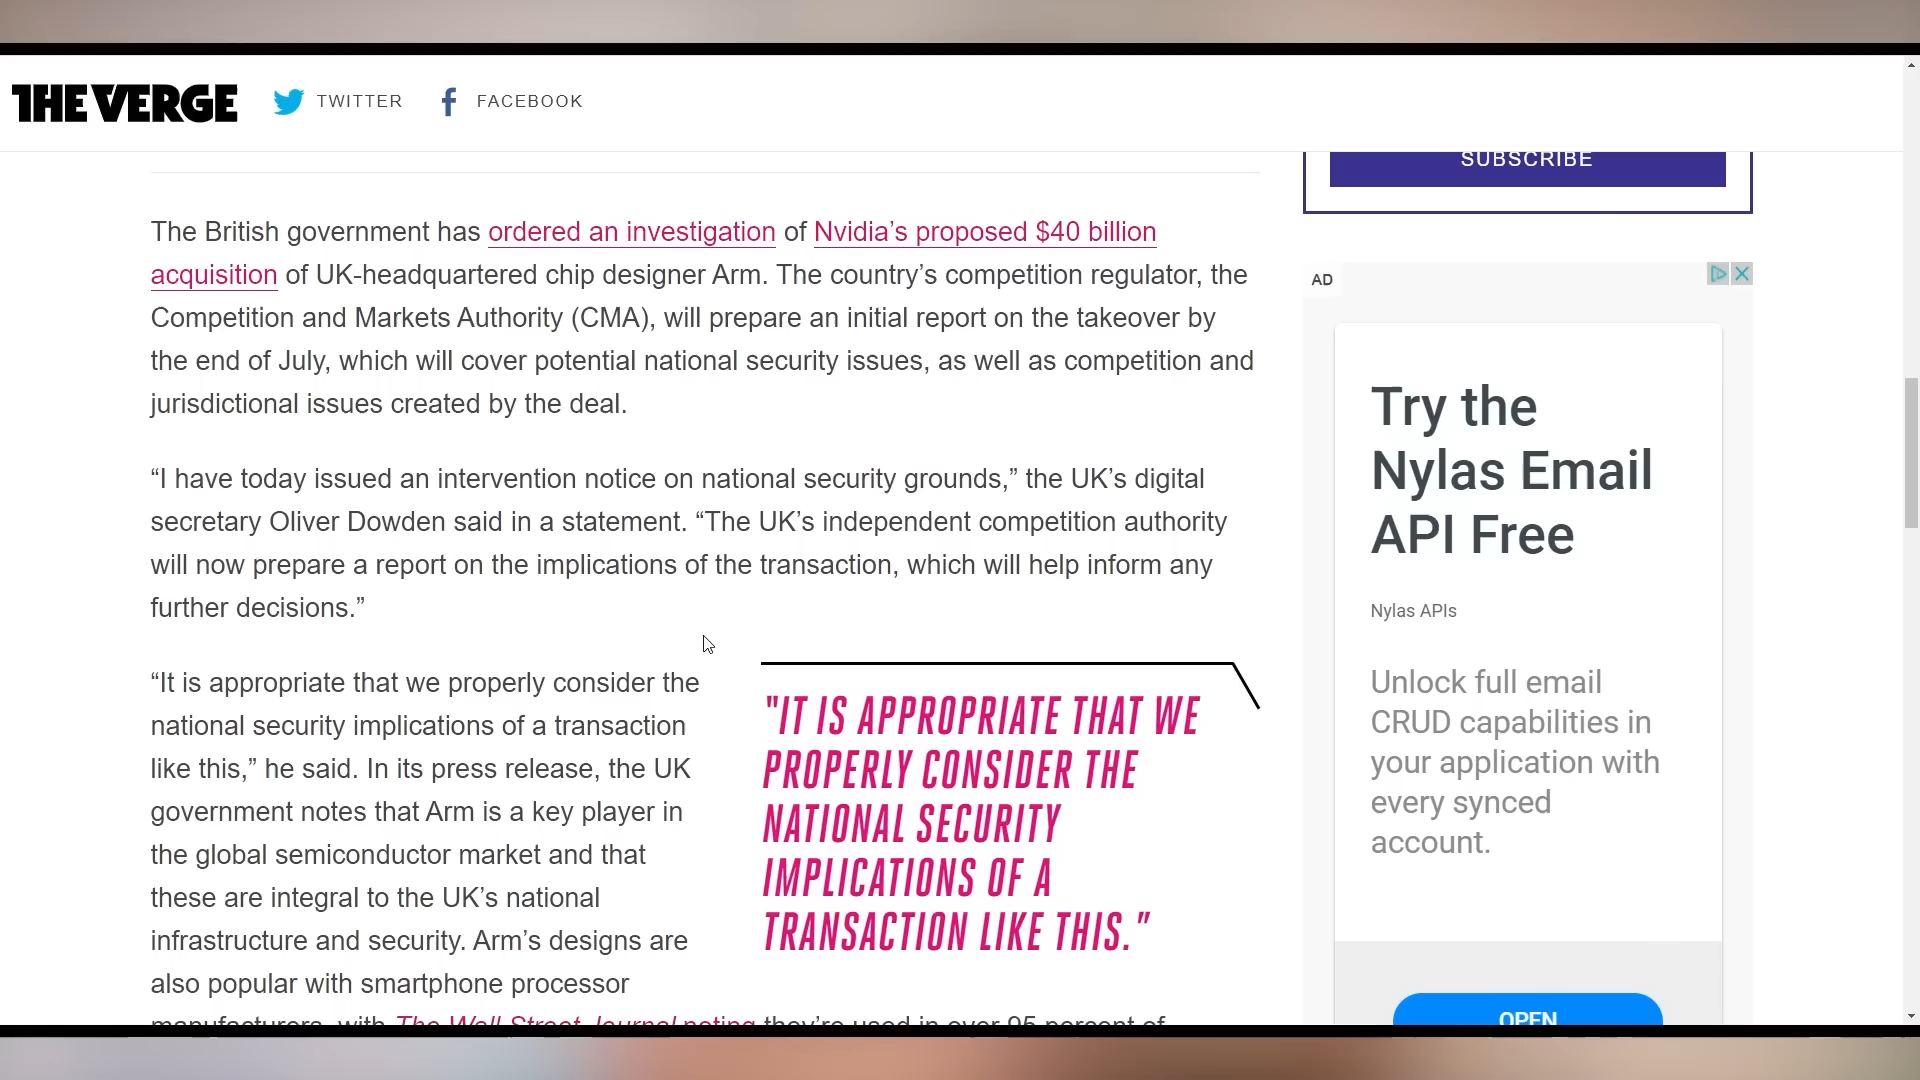 THE VERGE
TWITTER
FACEBOOK
SUBSCRIBE
The British government has ordered an investigation of Nvidia’s proposed $40 billion
acquisition of UK-headquartered chip designer Arm. The country’s competition regulator, the
Competition and Markets Authority (CMA), will prepare an initial report on the takeover by
the end of July, which will cover potential national security issues, as well as competition and
jurisdictional issues created by the deal.
“I have today issued an intervention notice on national security grounds,” the UK’s digital
secretary Oliver Dowden said in a statement. “The UK’s independent competition authority
will now prepare a report on the implications of the transaction, which will help inform any
further decisions.”
“It is appropriate that we properly consider the
national security implications of a transaction
like this,” he said. In its press release, the UK
government notes that Arm is a key player in
the global semiconductor market and that
these are integral to the UK’s national
infrastructure and security. Arm’s designs are
also popular with smartphone processor
manufacturers, with The Wall Street Journal noting they’re used in over 95 percent of
"IT IS APPROPRIATE THAT WE
PROPERLY CONSIDER THE
NATIONAL SECURITY
IMPLICATIONS OF A
TRANSACTION LIKE THIS."
AD
Try the
Nylas Email
API Free
Nylas APIs
Unlock full email
CRUD capabilities in
your application with
every synced
account.
OPEN